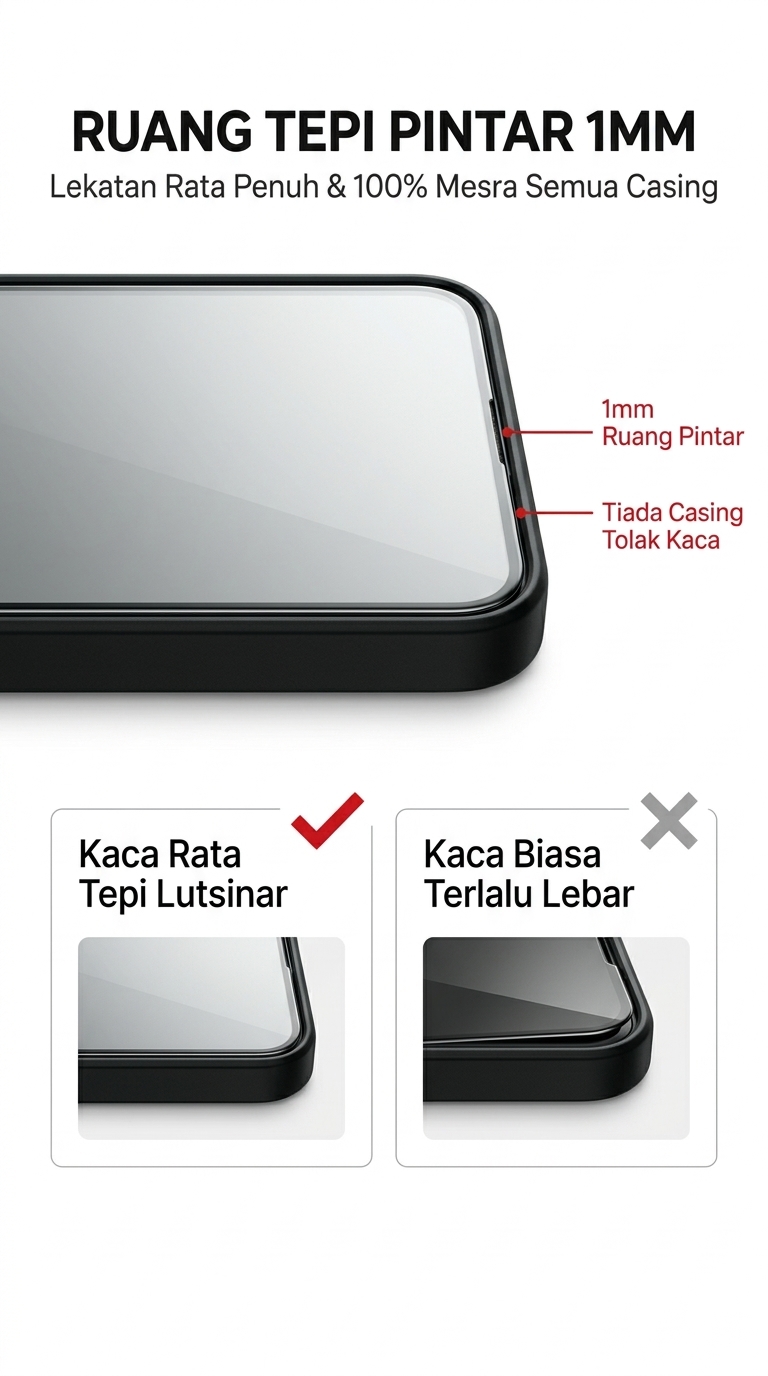 RUANG TEPI PINTAR 1MM
Lekatan Rata Penuh & 100% Mesra Semua Casing
1mm
Ruang Pintar
Tiada Casing
Tolak Kaca
Kaca Rata
Tepi Lutsinar
Kaca Biasa
Terlalu Lebar